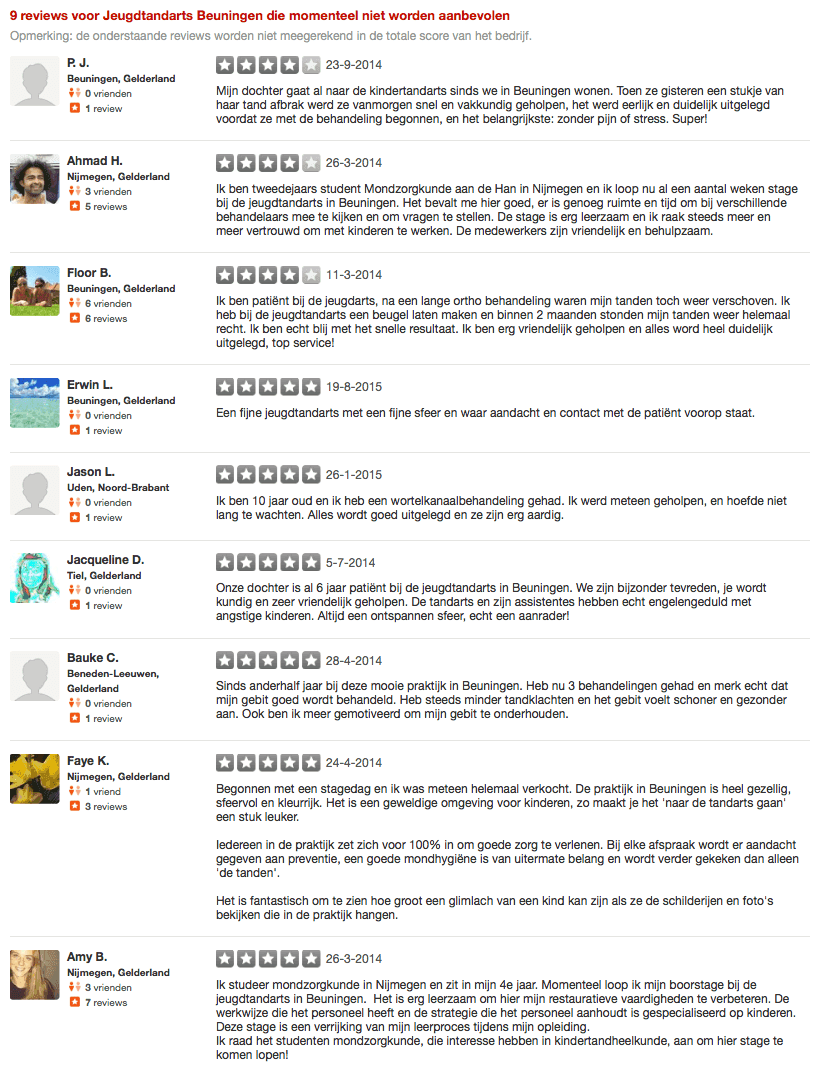 9 reviews voor Jeugdtandarts Beuningen die momenteel niet worden aanbevolen
Opmerking: de onderstaande reviews worden niet meegerekend in de totale score van het bedrijf.
P. J.
Beuningen, Gelderland
0 vrienden
1 review
23-9-2014
Mijn dochter gaat al naar de kindertandarts sinds we in Beuningen wonen. Toen ze gisteren een stukje van
haar tand afbrak werd ze vanmorgen snel en vakkundig geholpen, het werd eerlijk en duidelijk uitgelegd
voordat ze met de behandeling begonnen, en het belangrijkste: zonder pijn of stress. Super!
Ahmad H.
Nijmegen, Gelderland
3 vrienden
5 reviews
26-3-2014
Ik ben tweedejaars student Mondzorgkunde aan de Han in Nijmegen en ik loop nu al een aantal weken stage
bij de jeugdtandarts in Beuningen. Het bevalt me hier goed, er is genoeg ruimte en tijd om bij verschillende
behandelaars mee te kijken en om vragen te stellen. De stage is erg leerzaam en ik raak steeds meer en
meer vertrouwd om met kinderen te werken. De medewerkers zijn vriendelijk en behulpzaam.
Floor B.
Beuningen, Gelderland
6 vrienden
6 reviews
11-3-2014
Ik ben patiënt bij de jeugdarts, na een lange ortho behandeling waren mijn tanden toch weer verschoven. Ik
heb bij de jeugdtandarts een beugel laten maken en binnen 2 maanden stonden mijn tanden weer helemaal
recht. Ik ben echt blij met het snelle resultaat. Ik ben erg vriendelijk geholpen en alles word heel duidelijk
uitgelegd, top service!
Erwin L.
Beuningen, Gelderland
0 vrienden
1 review
19-8-2015
Een fijne jeugdtandarts met een fijne sfeer en waar aandacht en contact met de patiënt voorop staat.
Jason L.
Uden, Noord-Brabant
0 vrienden
1 review
26-1-2015
Ik ben 10 jaar oud en ik heb een wortelkanaalbehandeling gehad. Ik werd meteen geholpen, en hoefde niet
lang te wachten. Alles wordt goed uitgelegd en ze zijn erg aardig.
Jacqueline D.
Tiel, Gelderland
0 vrienden
1 review
5-7-2014
Onze dochter is al 6 jaar patiënt bij de jeugdtandarts in Beuningen. We zijn bijzonder tevreden, je wordt
kundig en zeer vriendelijk geholpen. De tandarts en zijn assistentes hebben echt engelengeduld met
angstige kinderen. Altijd een ontspannen sfeer, echt een aanrader!
Bauke C.
Beneden-Leeuwen,
Gelderland
0 vrienden
1 review
28-4-2014
Sinds anderhalf jaar bij deze mooie praktijk in Beuningen. Heb nu 3 behandelingen gehad en merk echt dat
mijn gebit goed wordt behandeld. Heb steeds minder tandklachten en het gebit voelt schoner en gezonder
aan. Ook ben ik meer gemotiveerd om mijn gebit te onderhouden.
Faye K.
Nijmegen, Gelderland
1 vriend
3 reviews
24-4-2014
Begonnen met een stagedag en ik was meteen helemaal verkocht. De praktijk in Beuningen is heel gezellig,
sfeervol en kleurrijk. Het is een geweldige omgeving voor kinderen, zo maakt je het 'naar de tandarts gaan'
een stuk leuker.
Iedereen in de praktijk zet zich voor 100% in om goede zorg te verlenen. Bij elke afspraak wordt er aandacht
gegeven aan preventie, een goede mondhygiëne is van uitermate belang en wordt verder gekeken dan alleen
'de tanden'.
Het is fantastisch om te zien hoe groot een glimlach van een kind kan zijn als ze de schilderijen en foto's
bekijken die in de praktijk hangen.
Amy B.
Nijmegen, Gelderland
3 vrienden
7 reviews
26-3-2014
Ik studeer mondzorgkunde in Nijmegen en zit in mijn 4e jaar. Momenteel loop ik mijn boorstage bij de
jeugdtandarts in Beuningen.  Het is erg leerzaam om hier mijn restauratieve vaardigheden te verbeteren. De
werkwijze die het personeel heeft en de strategie die het personeel aanhoudt is gespecialiseerd op kinderen.
Deze stage is een verrijking van mijn leerproces tijdens mijn opleiding.
Ik raad het studenten mondzorgkunde, die interesse hebben in kindertandheelkunde, aan om hier stage te
komen lopen!